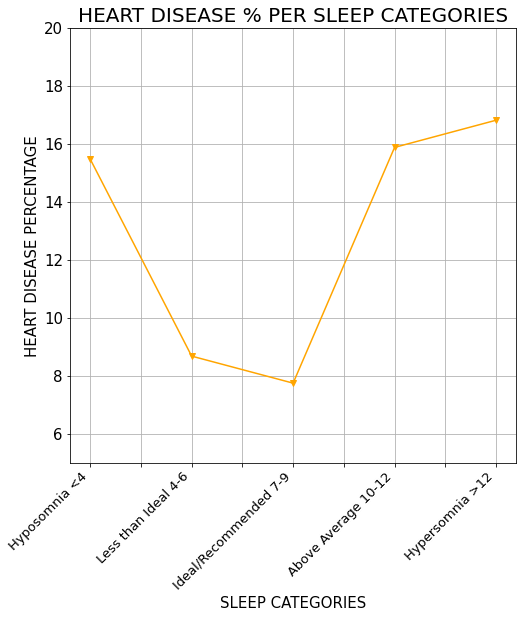 HEART DISEASE % PER SLEEP CATEGORIES
HEART DISEASE PERCENTAGE
20
18
16
14
12
10
8
6
Hyposomnia <4
Less than Ideal 4-6
Ideal/Recommended 7-9
Above Average 10-12
Hypersomnia >12
SLEEP CATEGORIES